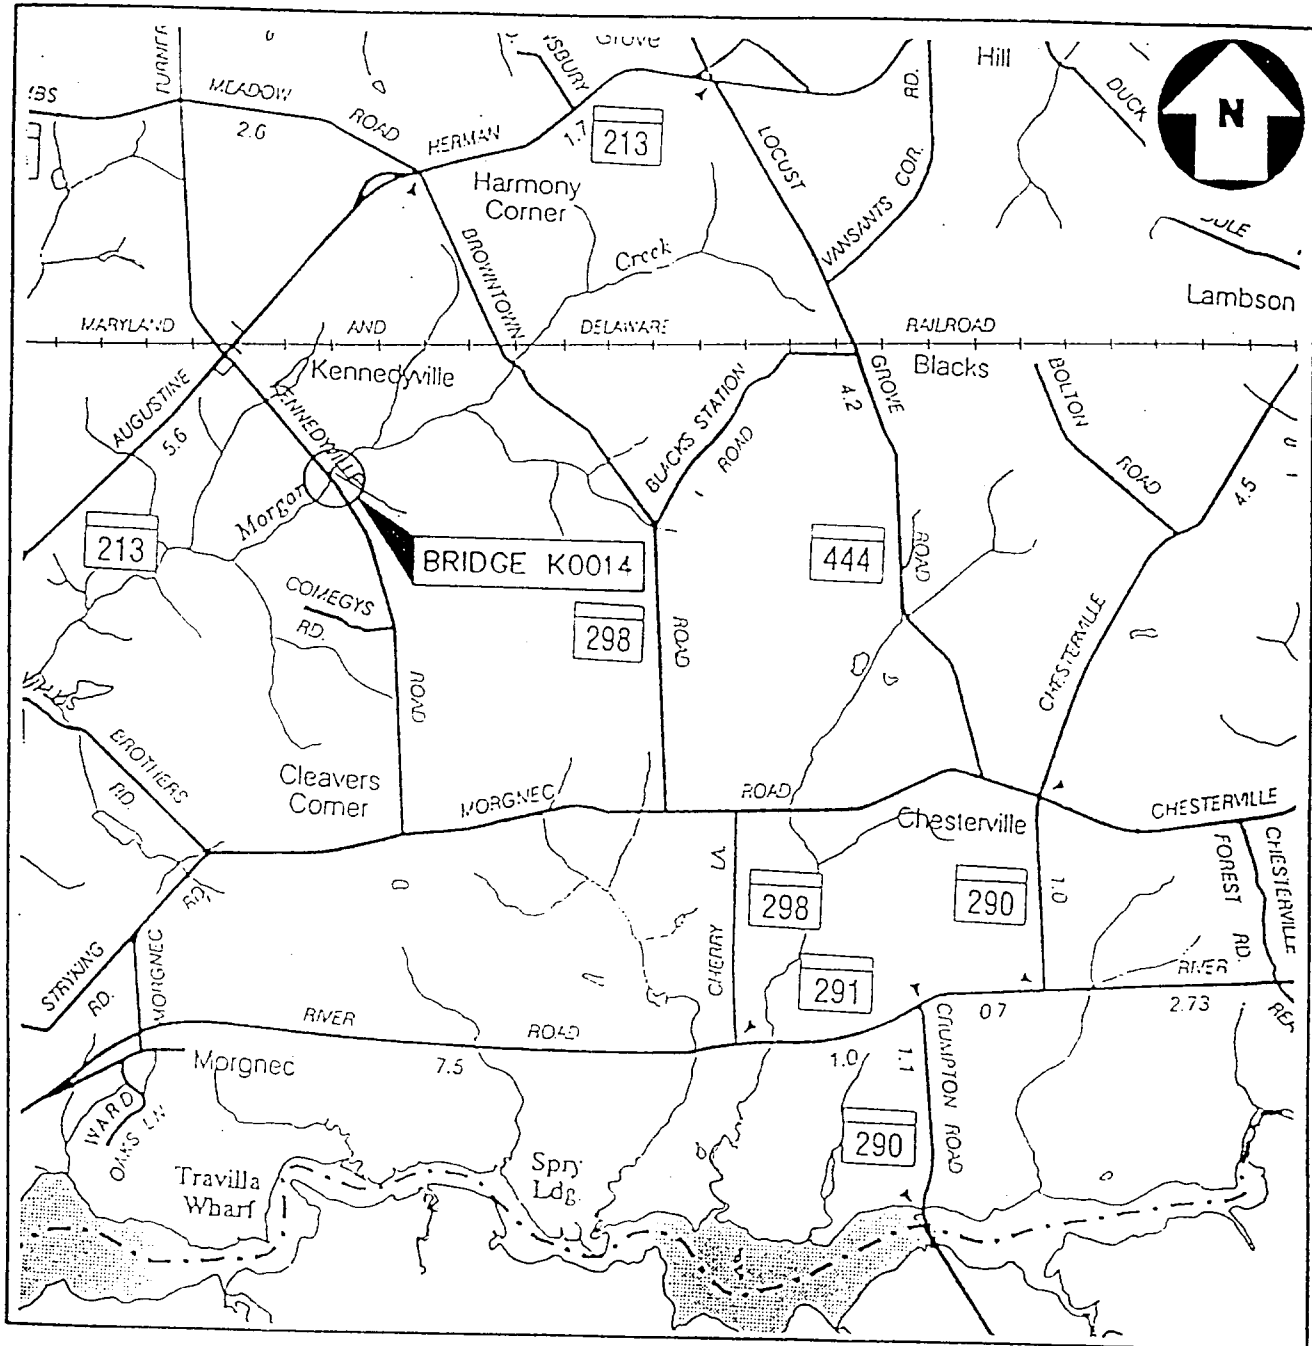 TURNER
MEADOW
ROAD
2.6
HERMAN
1.7
213
Grove
Hill
RD.
DUCK
N
LOCUST
VANSANTS COR.
Harmony
Corner
Creek
BROWNTOWN
Lambson
MARYLAND
AND
DELAWARE
RAILROAD
Kennedyville
Blacks
AUGUSTINE
5.6
KENNEDYVILLE
BLACKS STATION
ROAD
GROVE
4.2
BOLTON
ROAD
4.5
Morgan
213
BRIDGE K0014
444
ROAD
COMEGYS
RD.
298
ROAD
ROAD
CHESTERVILLE
BROTHERS
RD.
Cleavers
Corner
MORGNEC
ROAD
Chesterville
CHESTERVILLE
FOREST RD.
CHESTERVILLE
RD.
LA.
CHERRY
298
290
1.0
291
STRYKING
RD.
MORGNEC
RIVER
ROAD
RIVER
0.7
2.73
Morgnec
7.5
1.0
1.1
CRUMPTON ROAD
WARD
OAKS LN
290
Travilla
Wharf
Spry
Ldg.